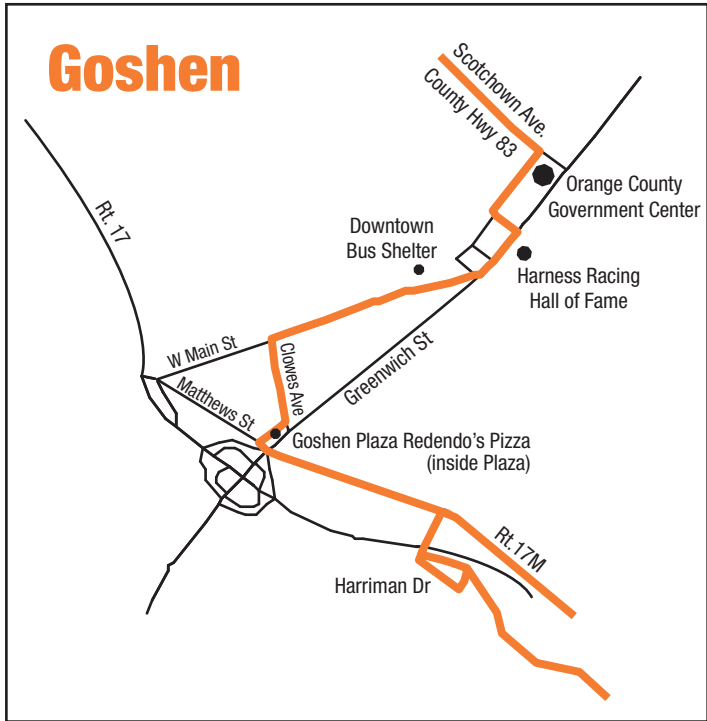 Goshen
Scotchown Ave.
County Hwy 83
Rt. 17
Orange County
Government Center
Downtown
Bus Shelter
Harness Racing
Hall of Fame
W Main St
Clowes Ave
Greenwich St
Matthews St
Goshen Plaza Redendo's Pizza
(inside Plaza)
Rt.17M
Harriman Dr